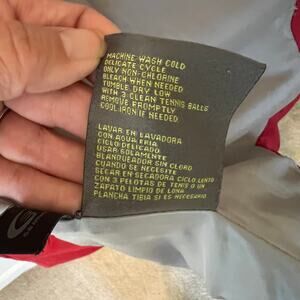 MACHINE WASH COLD
DELICATE CYCLE
ONLY NON-CHLORINE
BLEACH WHEN NEEDED
TUMBLE DRY LOW
WITH 3 CLEAN TENNIS BALLS
REMOVE PROMPTLY
COOL IRON IF NEEDED.
LAVAR EN LAVADORA
CON AGUA FRIA
CICLO DELICADO
USAR SOLAMENTE
BLANQUEADOR SIN CLORO
CUANDO SE NECESITE
SECAR EN SECADORA CICLO LENTO
CON 3 PELOTAS DE TENIS O UN
ZAPATO LIMPIO DE LONA
PLANCHA TIBIA SI ES NECESARIO